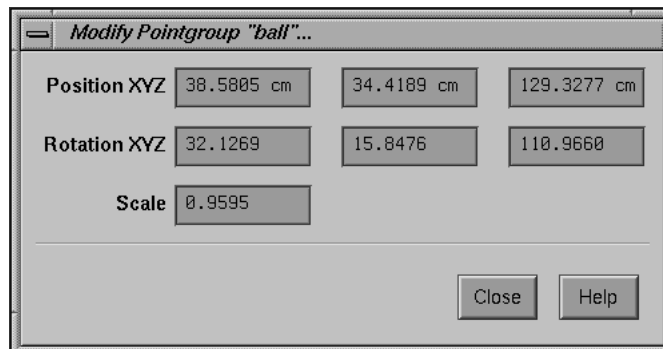 Modify Pointgroup "ball"...
Position XYZ 38.5805 cm 34.4189 cm 129.3277 cm
Rotation XYZ 32.1269 15.8476 110.9660
Scale 0.9595
Close Help